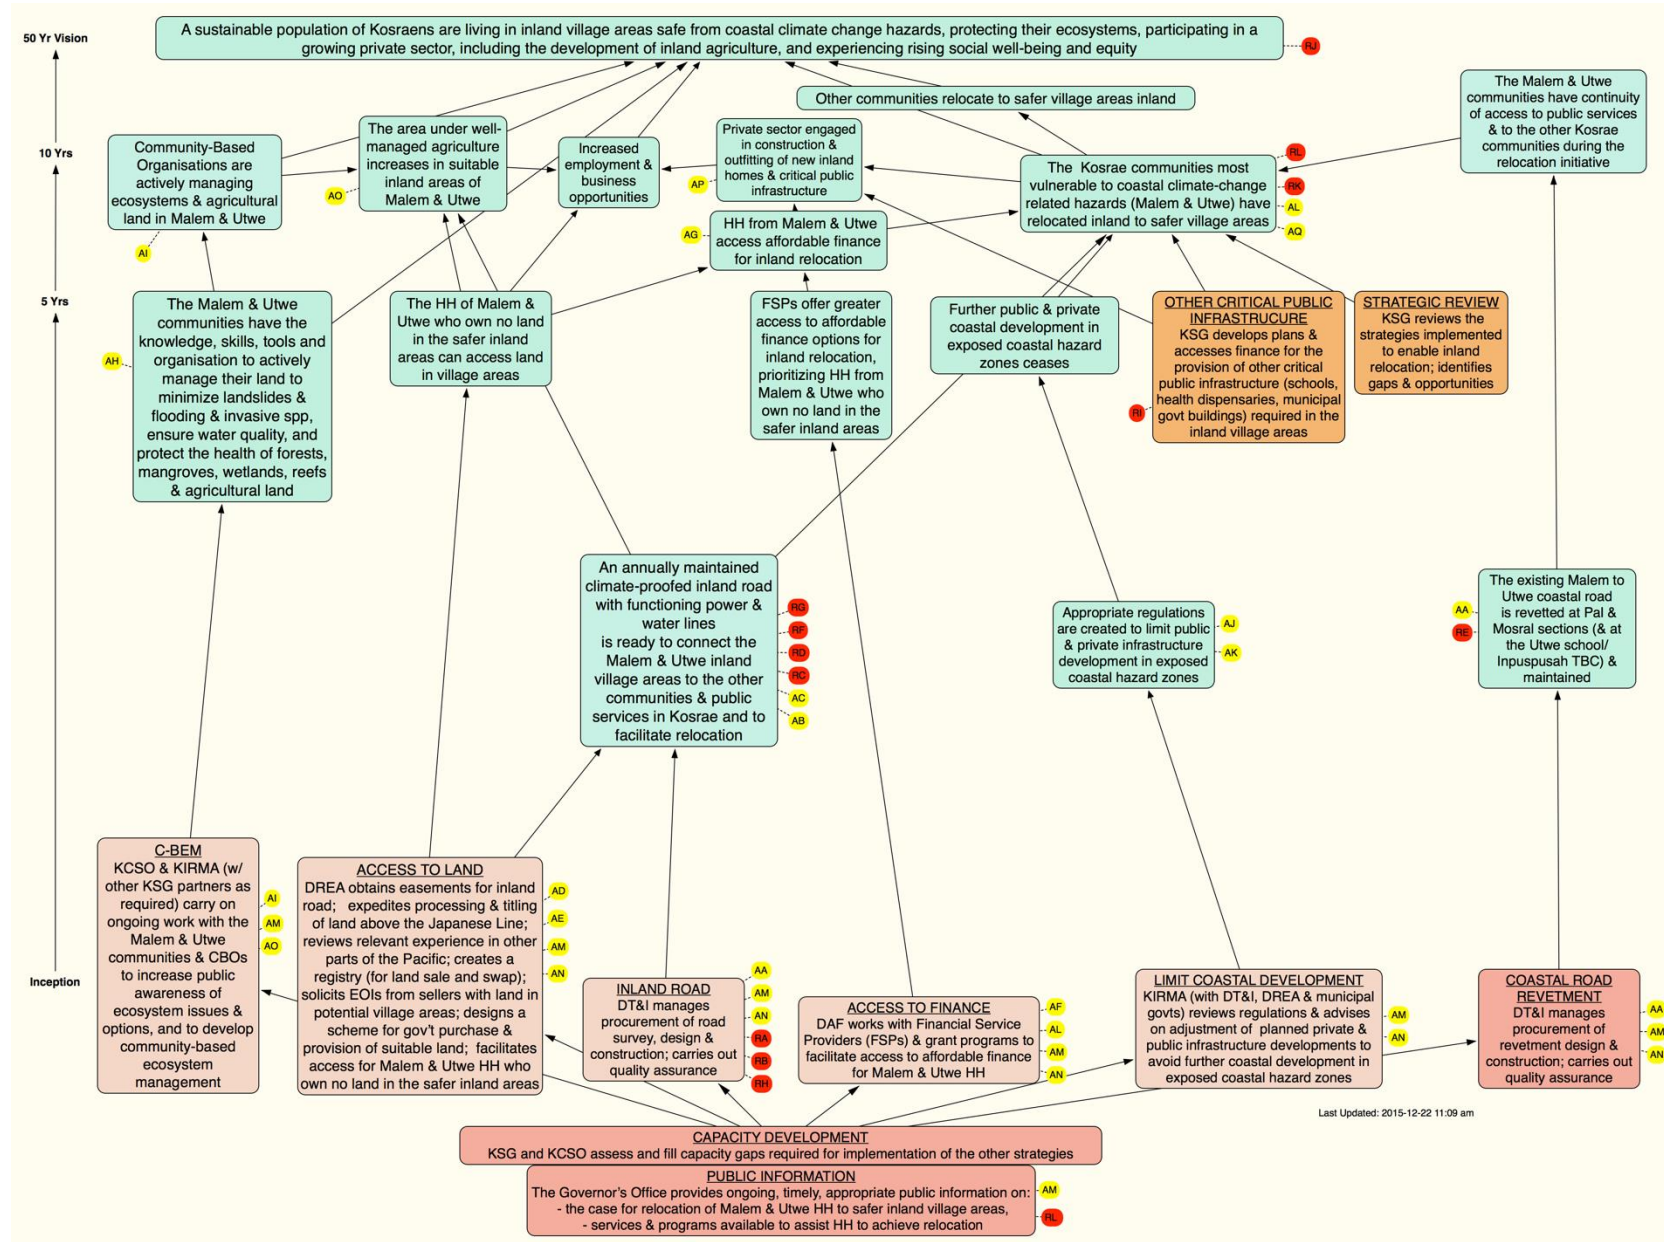 50 Yr Vision
A sustainable population of Kosraens are living in inland village areas safe from coastal climate change hazards, protecting their ecosystems, participating in a
growing private sector, including the development of inland agriculture, and experiencing rising social well-being and equity
RJ
Other communities relocate to safer village areas inland
The Malem & Utwe
communities have continuity
of access to public services
& to the other Kosrae
communities during the
relocation initiative
10 Yrs
Community-Based
Organisations are
actively managing
ecosystems & agricultural
land in Malem & Utwe
AI
The area under well-
managed agriculture
increases in suitable
inland areas of
Malem & Utwe
AO
Increased
employment &
business
opportunities
Private sector engaged
in construction &
outfitting of new inland
homes & critical public
infrastructure
AP
The Kosrae communities most
vulnerable to coastal climate-change
related hazards (Malem & Utwe) have
relocated inland to safer village areas
RL
RK
AL
AQ
HH from Malem & Utwe
access affordable finance
for inland relocation
AG
5 Yrs
The Malem & Utwe
communities have the
knowledge, skills, tools and
organisation to actively
manage their land to
minimize landslides &
flooding & invasive spp,
ensure water quality, and
protect the health of forests,
mangroves, wetlands, reefs
& agricultural land
AH
The HH of Malem &
Utwe who own no land
in the safer inland
areas can access land
in village areas
FSPs offer greater
access to affordable
finance options for
inland relocation,
prioritizing HH from
Malem & Utwe who
own no land in the
safer inland areas
Further public & private
coastal development in
exposed coastal hazard
zones ceases
OTHER CRITICAL PUBLIC
INFRASTRUCURE
KSG develops plans &
accesses finance for the
provision of other critical
public infrastructure (schools,
health dispensaries, municipal
govt buildings) required in the
inland village areas
RI
STRATEGIC REVIEW
KSG reviews the
strategies implemented
to enable inland
relocation; identifies
gaps & opportunities
An annually maintained
climate-proofed inland road
with functioning power &
water lines
is ready to connect the
Malem & Utwe inland
village areas to the other
communities & public
services in Kosrae and to
facilitate relocation
RG
RF
RD
RC
AC
AB
Appropriate regulations
are created to limit public
& private infrastructure
development in exposed
coastal hazard zones
AJ
AK
The existing Malem to
Utwe coastal road
is revetted at Pal &
Mosral sections (& at
the Utwe school/
Inpuspusah TBC) &
maintained
AA
RE
Inception
C-BEM
KCSO & KIRMA (w/
other KSG partners as
required) carry on
ongoing work with the
Malem & Utwe
communities & CBOs
to increase public
awareness of
ecosystem issues &
options, and to develop
community-based
ecosystem
management
AI
AM
AO
ACCESS TO LAND
DREA obtains easements for inland
road; expedites processing & titling
of land above the Japanese Line;
reviews relevant experience in other
parts of the Pacific; creates a
registry (for land sale and swap);
solicits EOIs from sellers with land in
potential village areas; designs a
scheme for gov't purchase &
provision of suitable land; facilitates
access for Malem & Utwe HH who
own no land in the safer inland areas
AD
AE
AM
AN
INLAND ROAD
DT&I manages
procurement of road
survey, design &
construction; carries out
quality assurance
AA
AM
AN
RA
RB
RH
ACCESS TO FINANCE
DAF works with Financial Service
Providers (FSPs) & grant programs to
facilitate access to affordable finance
for Malem & Utwe HH
AF
AL
AM
AN
LIMIT COASTAL DEVELOPMENT
KIRMA (with DT&I, DREA & municipal
govts) reviews regulations & advises
on adjustment of planned private &
public infrastructure developments to
avoid further coastal development in
exposed coastal hazard zones
AM
AN
COASTAL ROAD
REVETMENT
DT&I manages
procurement of
revetment design &
construction; carries out
quality assurance
AA
AM
AN
Last Updated: 2015-12-22 11:09 am
CAPACITY DEVELOPMENT
KSG and KCSO assess and fill capacity gaps required for implementation of the other strategies
PUBLIC INFORMATION
The Governor's Office provides ongoing, timely, appropriate public information on:
- the case for relocation of Malem & Utwe HH to safer inland village areas,
- services & programs available to assist HH to achieve relocation
AM
RL